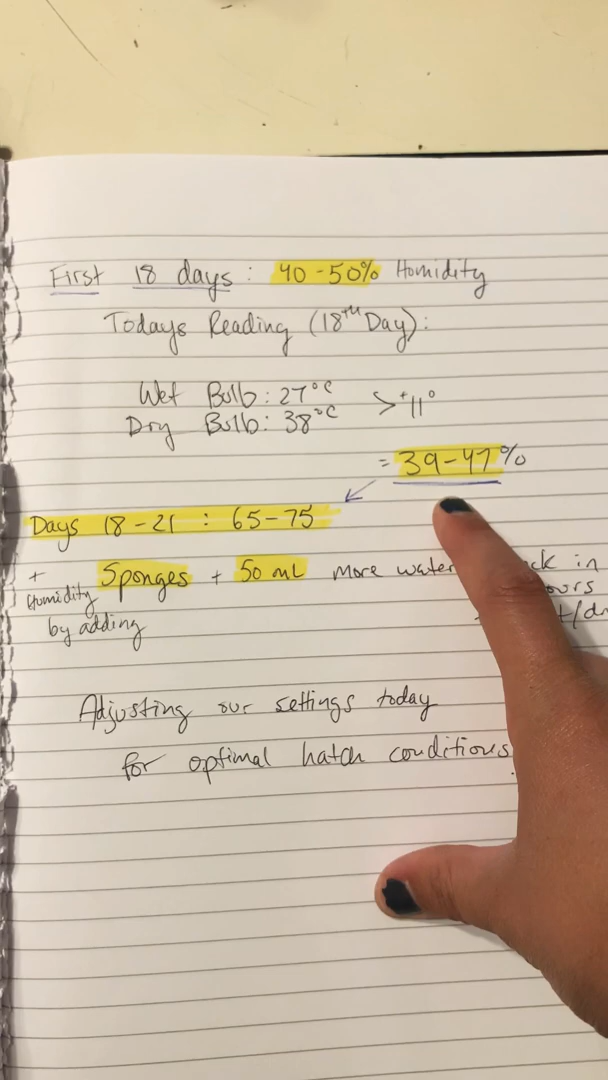 First 18 days : 40-50% Humidity
Todays Reading (18th Day):
Wet Bulb: 27°C
Dry Bulb: 38°C
>+11°
= 39-47%
Days 18-21 : 65-75
+ Humidity by adding
Sponges + 50 mL more water in
Adjusting our settings today
for optimal hatch conditions.